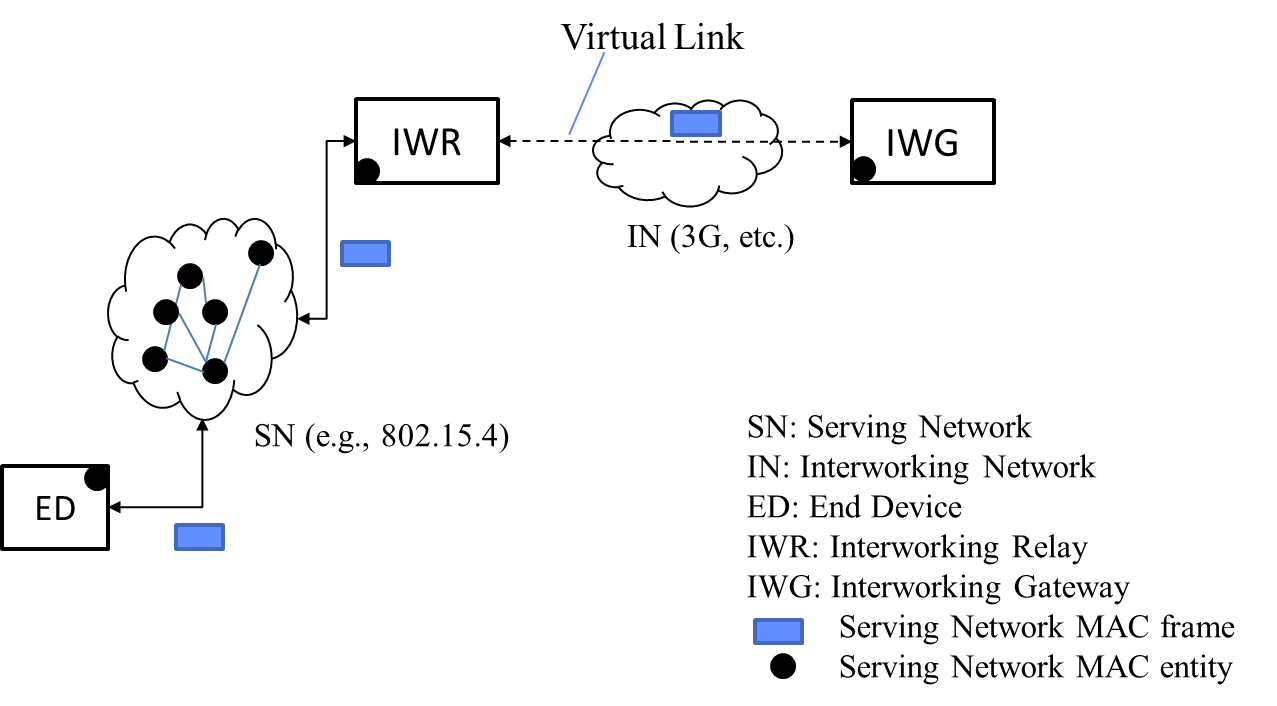 Virtual Link
IWR
IWG
IN (3G, etc.)
SN (e.g., 802.15.4)
ED
SN: Serving Network
IN: Interworking Network
ED: End Device
IWR: Interworking Relay
IWG: Interworking Gateway
Serving Network MAC frame
Serving Network MAC entity